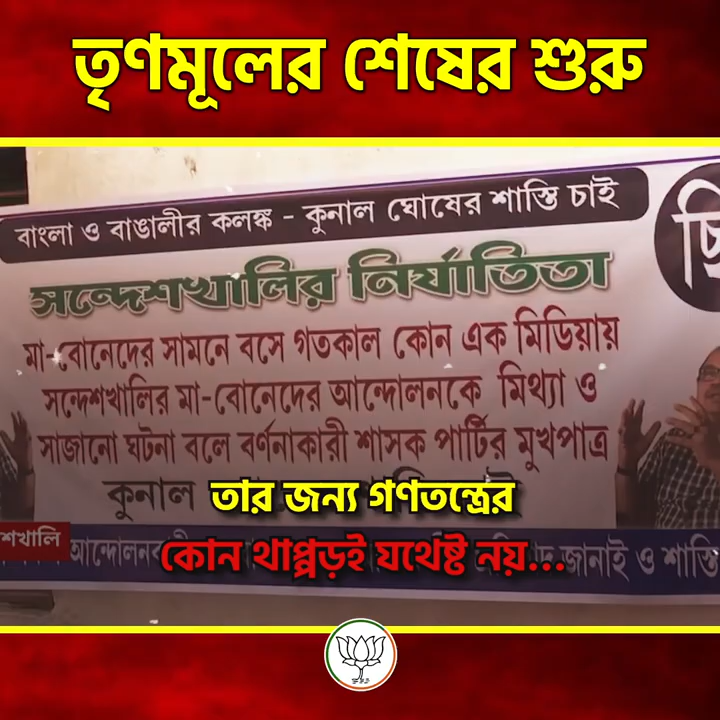 তৃণমূলের শেষের শুরু
বাংলা ও বাঙালীর কলঙ্ক - কুনাল ঘোষের শাস্তি চাই
সন্দেশখালির নির্যাতিতা
মা-বোনেদের সামনে বসে গতকাল কোন এক মিডিয়ায়
সন্দেশখালির মা-বোনেদের আন্দোলনকে মিথ্যা ও
সাজানো ঘটনা বলে বর্ণনাকারী শাসক পার্টির মুখপাত্র
কুনাল
তার জন্য গণতন্ত্রের
শখালি
আন্দোলন
জানাই ও শাস্তি
কোন থাপ্পড়ই যথেষ্ট নয়...